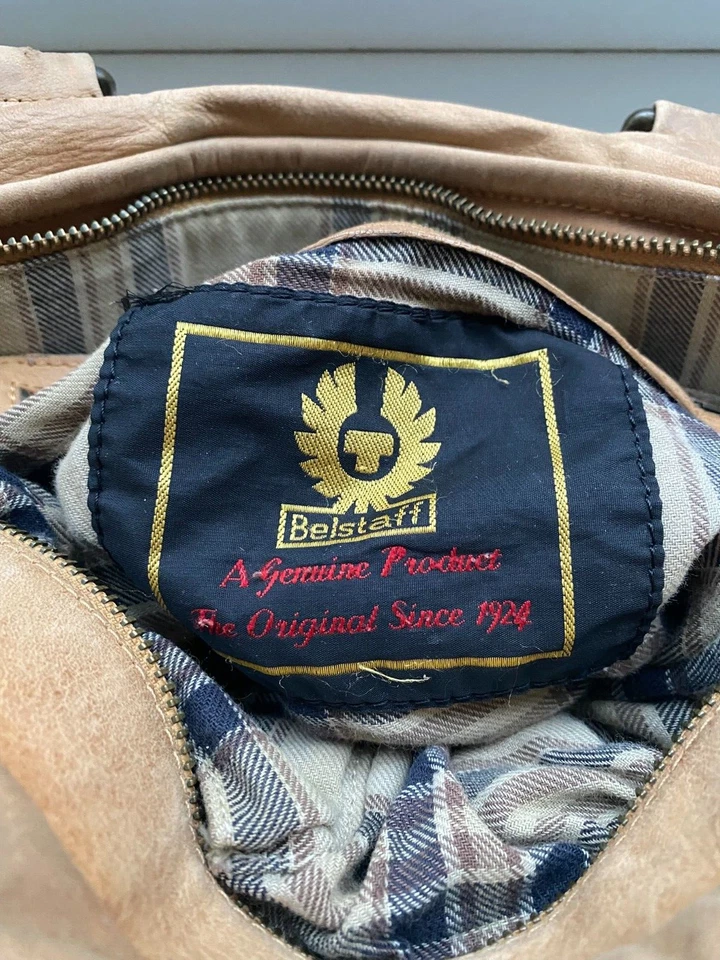 Belstaff
A Genuine Product
The Original Since 1924